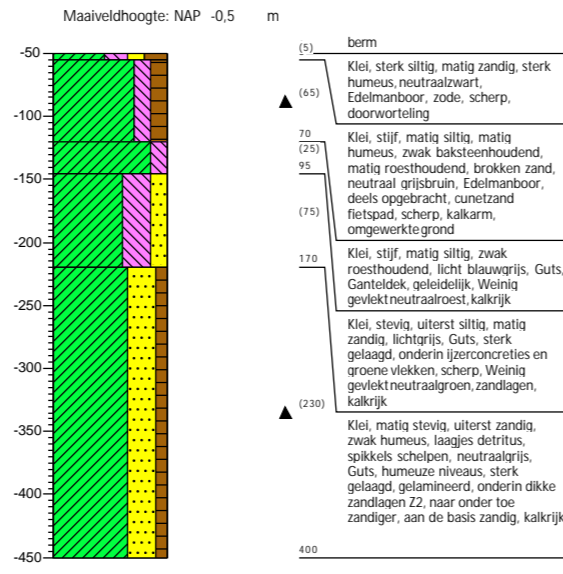 Maaiveldhoogte: NAP -0,5 m
-50
-100
-150
-200
-250
-300
-350
-400
-450
(5)
(65)
70
(25)
95
(75)
170
(230)
400
berm
Klei, sterk siltig, matig zandig, sterk
humeus, neutraalzwart,
Edelmanboor, zode, scherp,
doorworteling
Klei, stijf, matig siltig, matig
humeus, zwak baksteenhoudend,
matig roesthoudend, brokken zand,
neutraal grijsbruin, Edelmanboor,
deels opgebracht, cunetzand
fietspad, scherp, kalkarm,
omgewerkte grond
Klei, stijf, matig siltig, zwak
roesthoudend, licht blauwgrijs, Guts,
Ganteldek, geleidelijk, Weinig
gevlekt neutraalroest, kalkrijk
Klei, stevig, uiterst siltig, matig
zandig, lichtgrijs, Guts, sterk
gelaagd, onderin ijzerconcreties en
groene vlekken, scherp, Weinig
gevlekt neutraalgroen, zandlagen,
kalkrijk
Klei, matig stevig, uiterst zandig,
zwak humeus, laagjes detritus,
spikkels schelpen, neutraalgrijs,
Guts, humeuze niveaus, sterk
gelaagd, gelamineerd, onderin dikke
zandlagen Z2, naar onder toe
zandiger, aan de basis zandig, kalkrijk